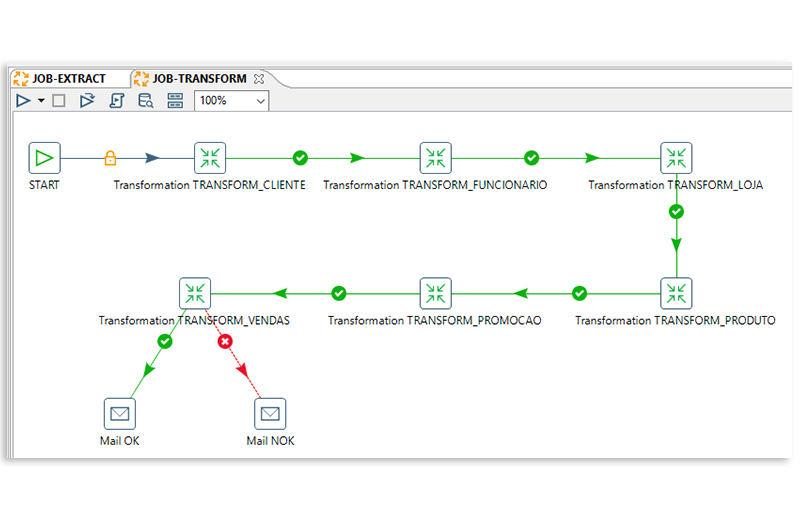 JOB-EXTRACT
JOB-TRANSFORM
100%
START
Transformation TRANSFORM_CLIENTE
Transformation TRANSFORM_FUNCIONARIO
Transformation TRANSFORM_LOJA
Transformation TRANSFORM_VENDAS
Transformation TRANSFORM_PROMOCAO
Transformation TRANSFORM_PRODUTO
Mail OK
Mail NOK